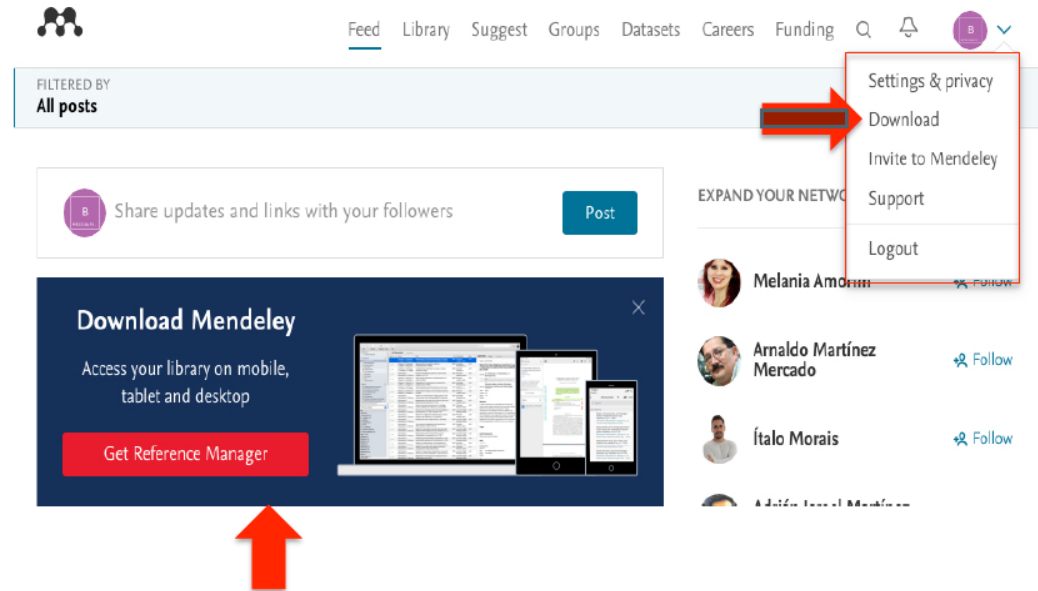 Feed Library Suggest Groups Datasets Careers Funding
B
FILTERED BY
All posts
Settings & privacy
Download
Invite to Mendeley
Support
Logout
B
Share updates and links with your followers
Post
EXPAND YOUR NETWO
Melania Amorim
Follow
Arnaldo Martínez
Mercado
Follow
Ítalo Morais
Follow
Download Mendeley
Access your library on mobile,
tablet and desktop
Get Reference Manager